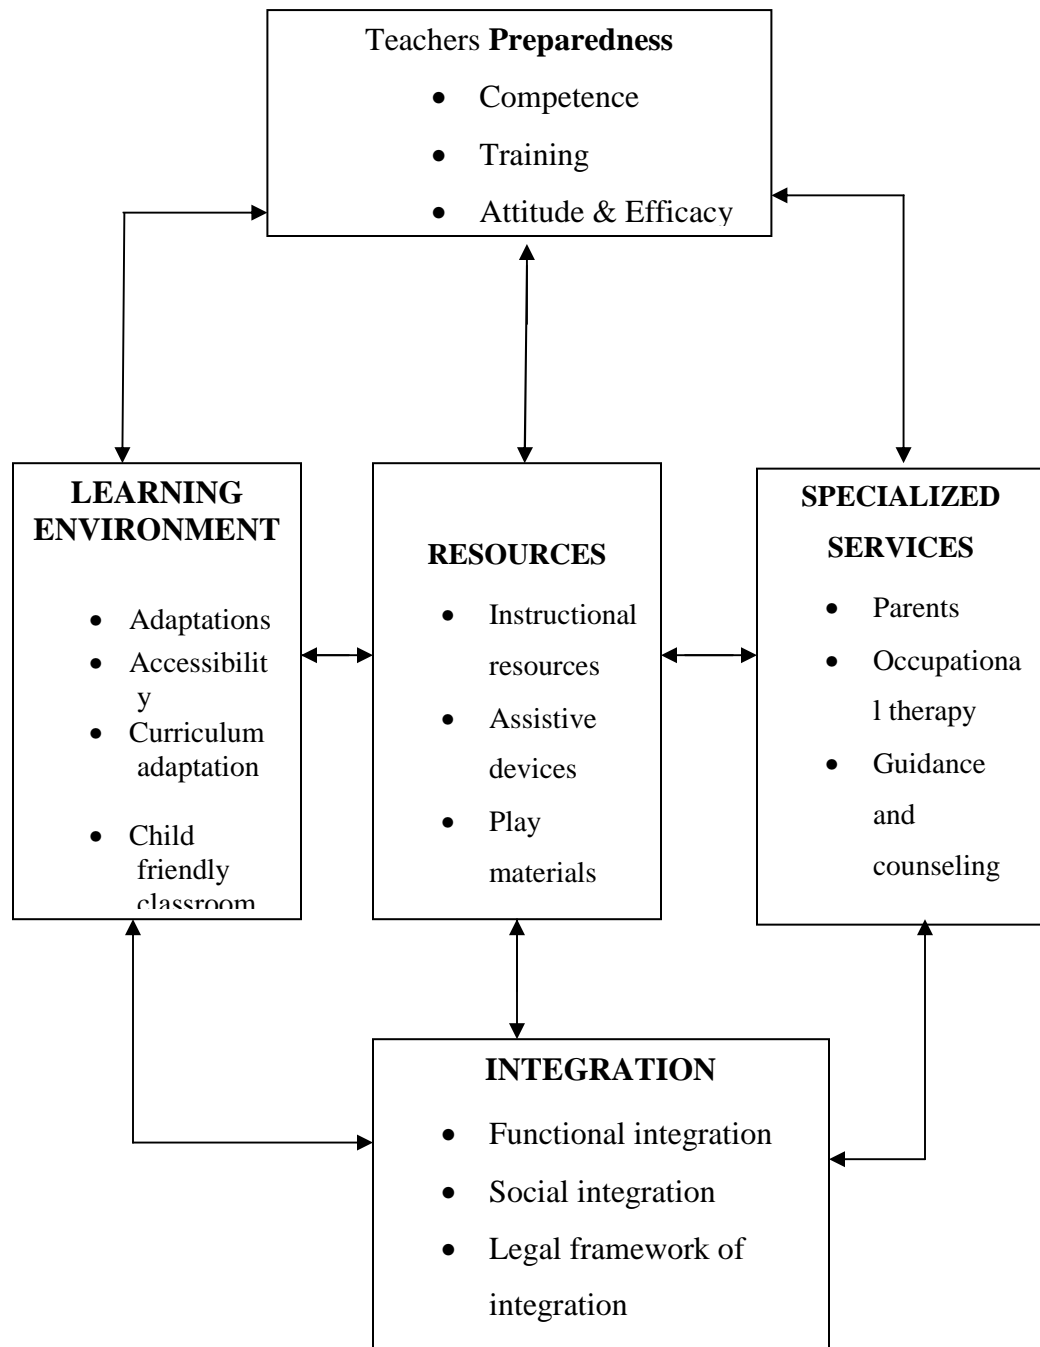 Teachers Preparedness
• Competence
• Training
• Attitude & Efficacy
LEARNING
ENVIRONMENT
• Adaptations
• Accessibilit
y
• Curriculum
adaptation
• Child
friendly
classroom
RESOURCES
• Instructional
resources
• Assistive
devices
• Play
materials
SPECIALIZED
SERVICES
• Parents
• Occupationa
l therapy
• Guidance
and
counseling
INTEGRATION
• Functional integration
• Social integration
• Legal framework of
integration